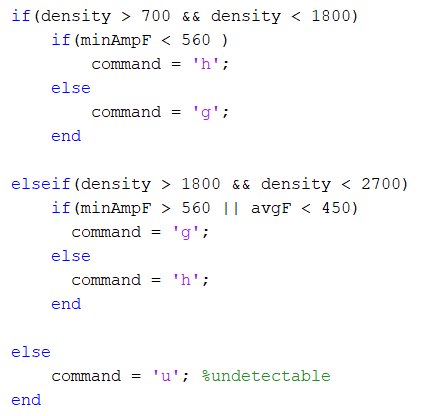 if(density > 700 && density < 1800)
    if(minAmpF < 560 )
        command = 'h';
    else
        command = 'g';
    end

elseif(density > 1800 && density < 2700)
    if(minAmpF > 560 || avgF < 450)
      command = 'g';
    else
      command = 'h';
    end

else
    command = 'u'; %undetectable
end